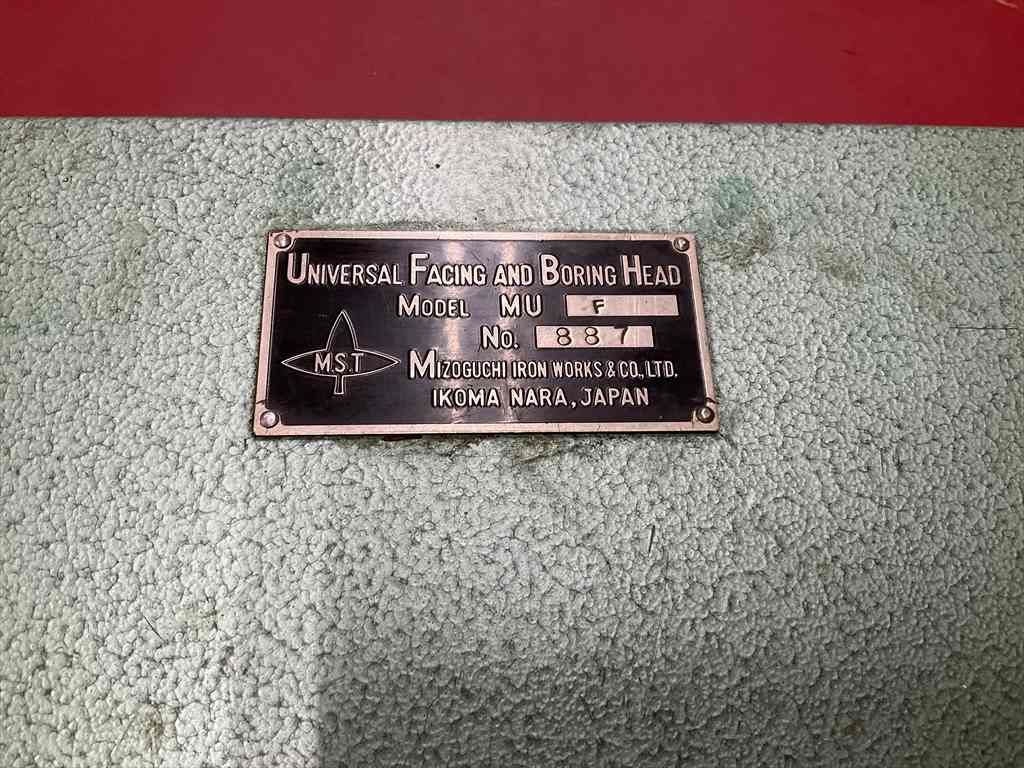 UNIVERSAL FACING AND BORING HEAD
MODEL MU F
No. 887
M.S.T
MIZOGUCHI IRON WORKS & CO., LTD.
IKOMA NARA, JAPAN